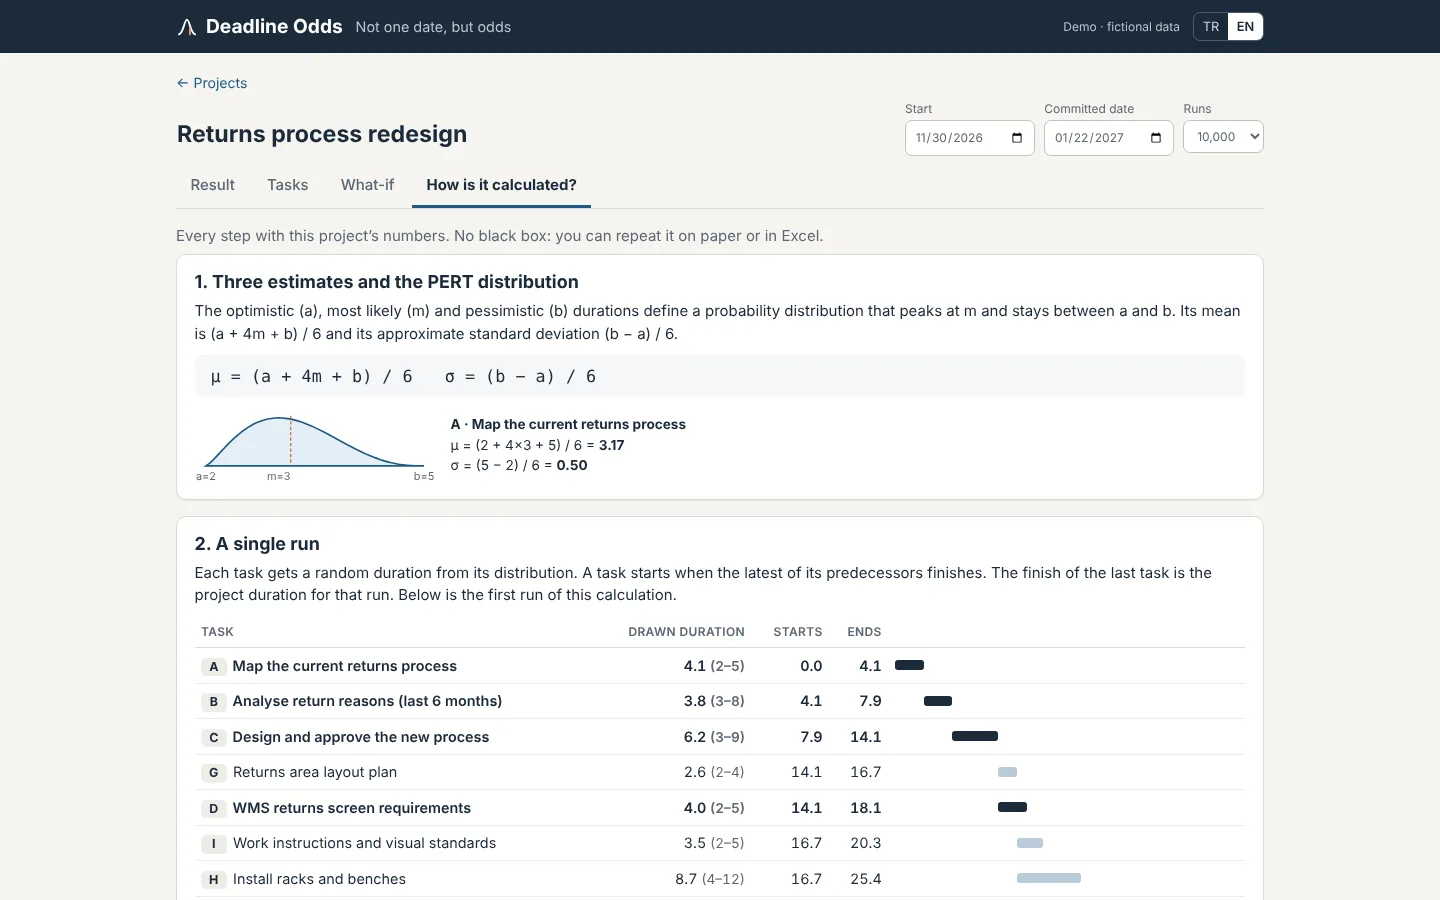 Deadline Odds Not one date, but odds Demo · fictional data TR EN
← Projects
Start Committed date Runs
Returns process redesign 11/30/2026 01/22/2027 10,000
Result Tasks What-if How is it calculated?
Every step with this project's numbers. No black box: you can repeat it on paper or in Excel.
1. Three estimates and the PERT distribution
The optimistic (a), most likely (m) and pessimistic (b) durations define a probability distribution that peaks at m and stays between a and b. Its mean
is (a + 4m + b) / 6 and its approximate standard deviation (b − a) / 6.
μ = (a + 4m + b) / 6 σ = (b − a) / 6
A · Map the current returns process
μ = (2 + 4×3 + 5) / 6 = 3.17
σ = (5 − 2) / 6 = 0.50
a=2 m=3 b=5
2. A single run
Each task gets a random duration from its distribution. A task starts when the latest of its predecessors finishes. The finish of the last task is the
project duration for that run. Below is the first run of this calculation.
TASK DRAWN DURATION STARTS ENDS
A Map the current returns process 4.1 (2–5) 0.0 4.1
B Analyse return reasons (last 6 months) 3.8 (3–8) 4.1 7.9
C Design and approve the new process 6.2 (3–9) 7.9 14.1
G Returns area layout plan 2.6 (2–4) 14.1 16.7
D WMS returns screen requirements 4.0 (2–5) 14.1 18.1
I Work instructions and visual standards 3.5 (2–5) 16.7 20.3
H Install racks and benches 8.7 (4–12) 16.7 25.4